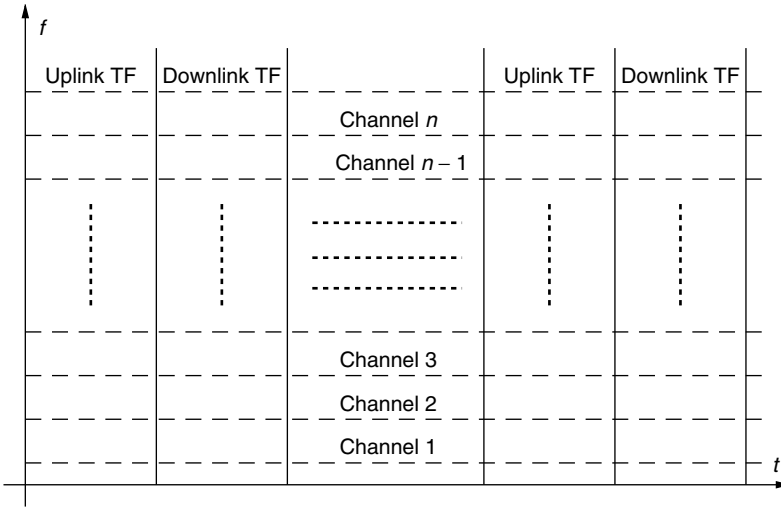 f
Uplink TF Downlink TF Uplink TF Downlink TF
Channel n
Channel n – 1
Channel 3
Channel 2
Channel 1
t